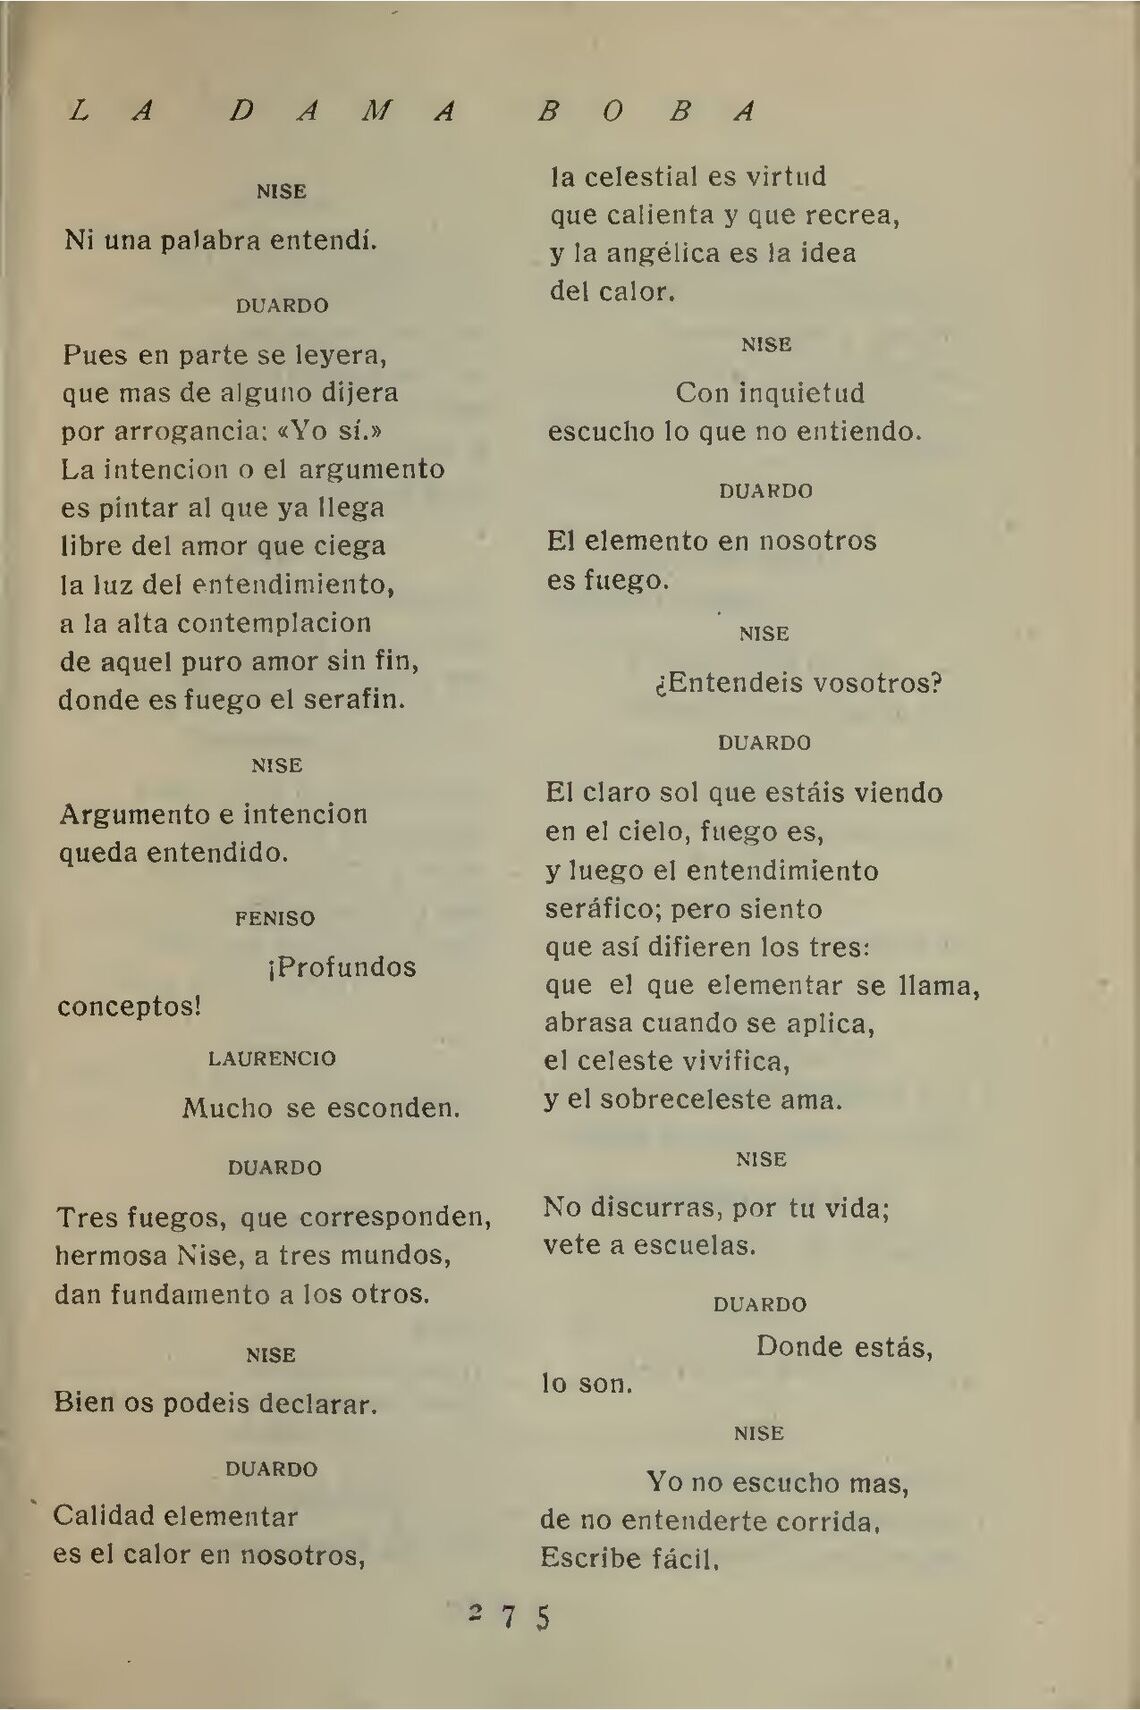 LA DAMA BOBA
NISE
Ni una palabra entendí.
DUARDO
Pues en parte se leyera,
que mas de alguno dijera
por arrogancia: «Yo sí.»
La intencion o el argumento
es pintar al que ya llega
libre del amor que ciega
la luz del entendimiento,
a la alta contemplacion
de aquel puro amor sin fin,
donde es fuego el serafin.
NISE
Argumento e intencion
queda entendido.
FENISO
¡Profundos
conceptos!
LAURENCIO
Mucho se esconden.
DUARDO
Tres fuegos, que corresponden,
hermosa Nise, a tres mundos,
dan fundamento a los otros.
NISE
Bien os podeis declarar.
DUARDO
Calidad elementar
es el calor en nosotros,
la celestial es virtud
que calienta y que recrea,
y la angélica es la idea
del calor.
NISE
Con inquietud
escucho lo que no entiendo.
DUARDO
El elemento en nosotros
es fuego.
NISE
¿Entendeis vosotros?
DUARDO
El claro sol que estáis viendo
en el cielo, fuego es,
y luego el entendimiento
seráfico; pero siento
que así difieren los tres:
que el que elementar se llama,
abrasa cuando se aplica,
el celeste vivifica,
y el sobreceleste ama.
NISE
No discurras, por tu vida;
vete a escuelas.
DUARDO
Donde estás,
lo son.
NISE
Yo no escucho mas,
de no entenderte corrida.
Escribe fácil.
275